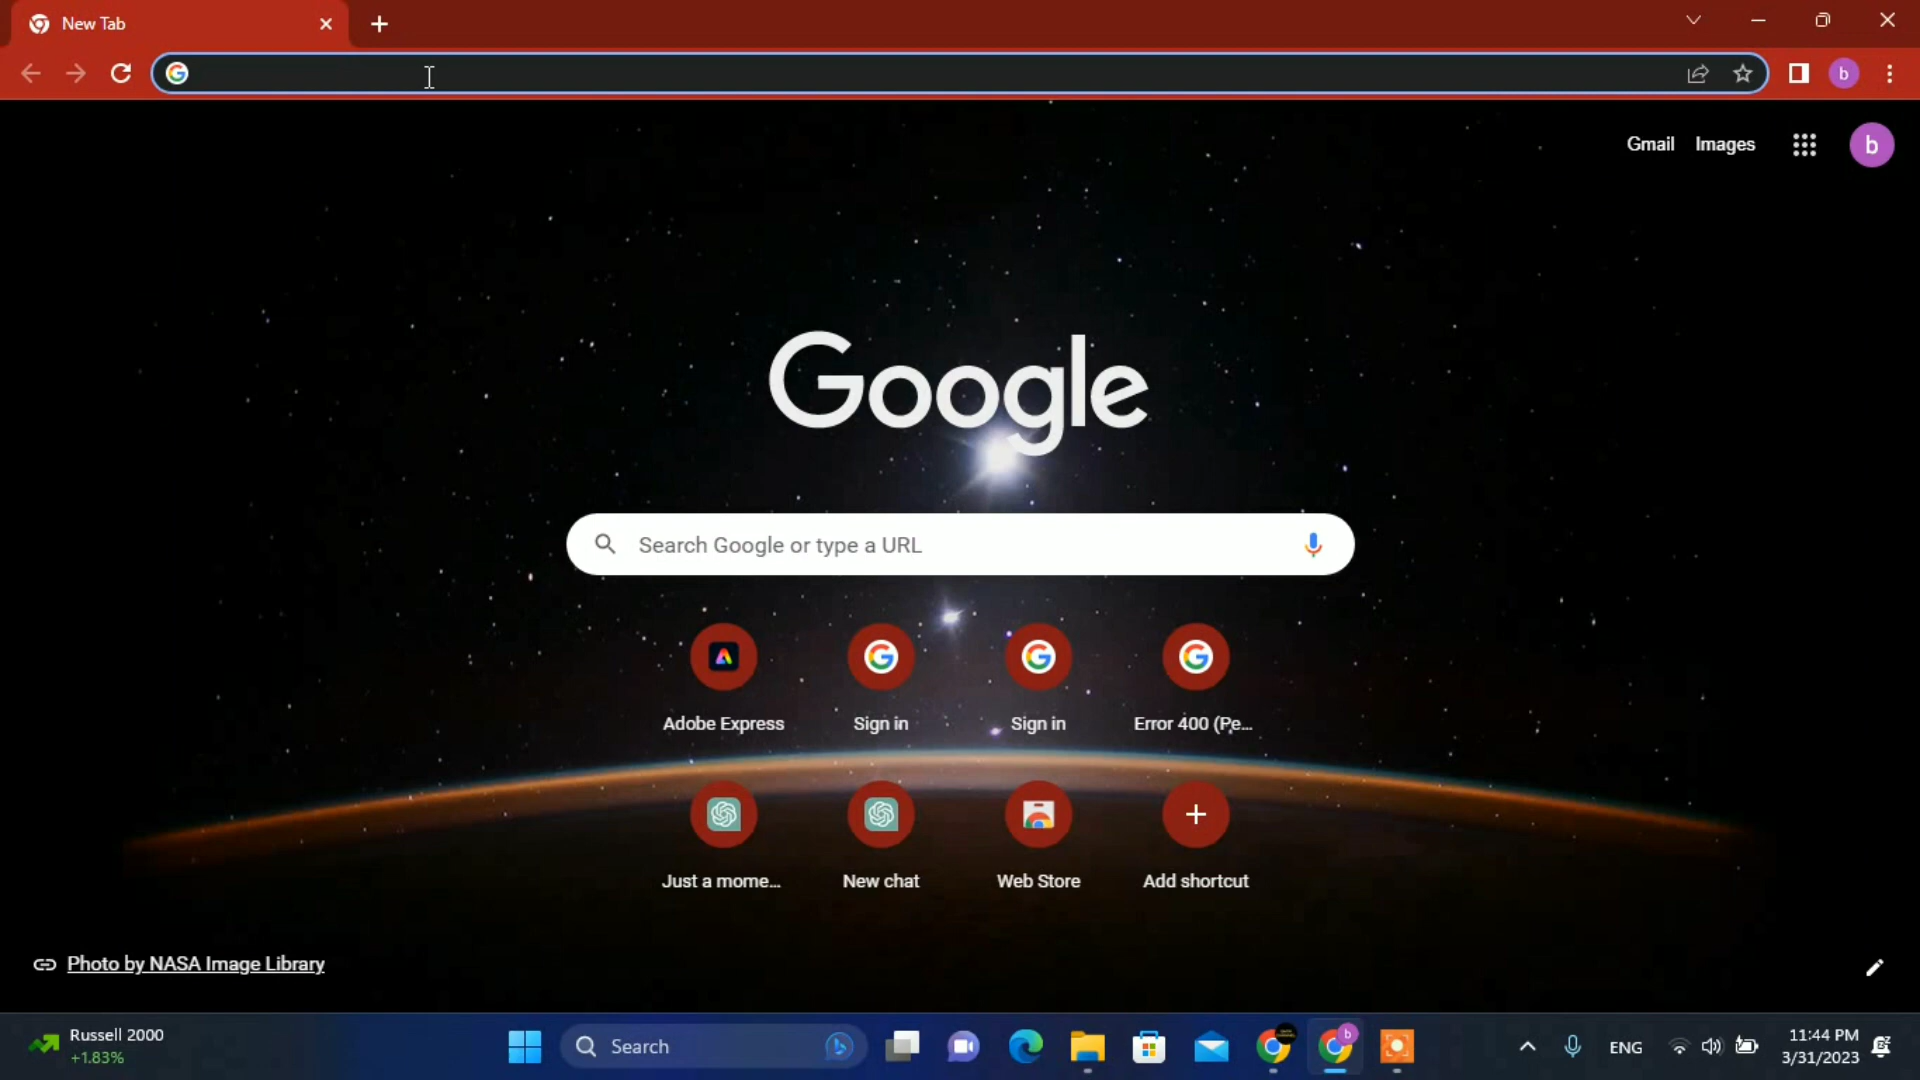 New Tab
b
Gmail Images
b
Google
Search Google or type a URL
Adobe Express
Sign in
Sign in
Error 400 (Pe...
Just a mome...
New chat
Web Store
Add shortcut
Photo by NASA Image Library
Russell 2000
+1.83%
Search
b
ENG
11:44 PM
3/31/2023